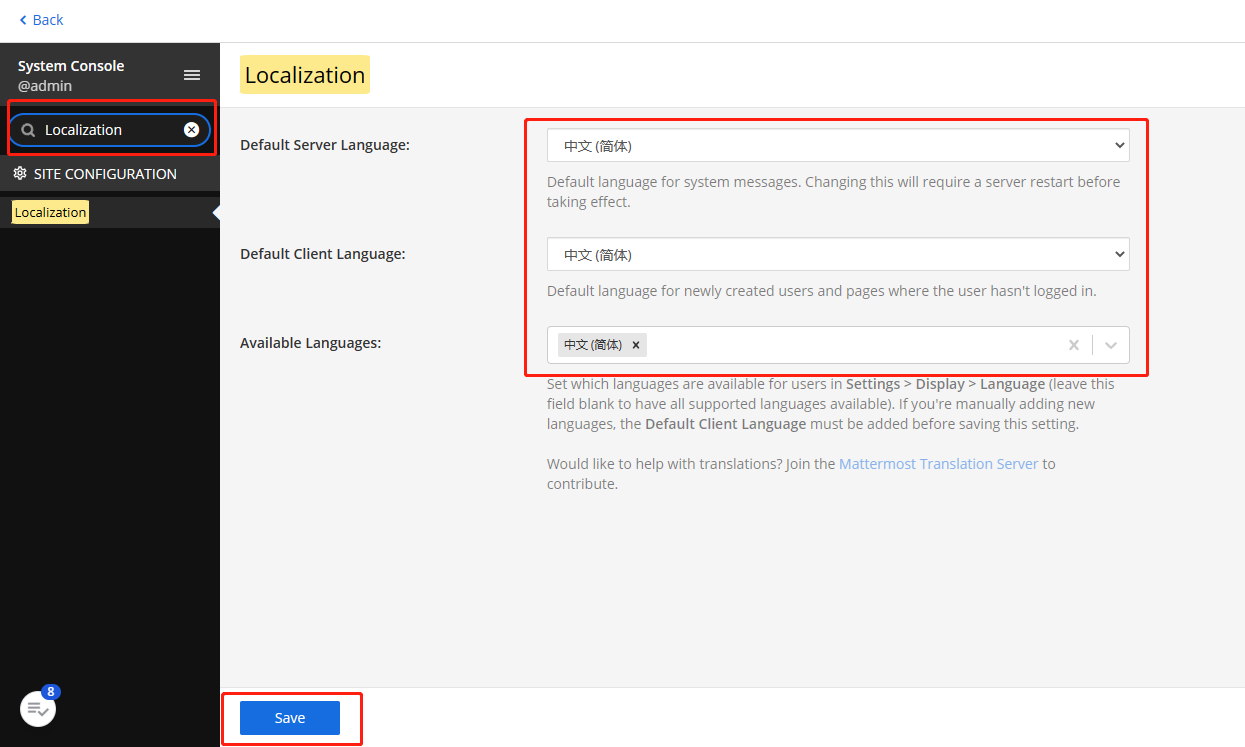 Back
System Console
@admin
Localization
SITE CONFIGURATION
Localization
8
Localization
Default Server Language:
中文 (简体)
Default language for system messages. Changing this will require a server restart before
taking effect.
Default Client Language:
中文 (简体)
Default language for newly created users and pages where the user hasn't logged in.
Available Languages:
中文 (简体)
Set which languages are available for users in Settings > Display > Language (leave this
field blank to have all supported languages available). If you're manually adding new
languages, the Default Client Language must be added before saving this setting.
Would like to help with translations? Join the Mattermost Translation Server to
contribute.
Save